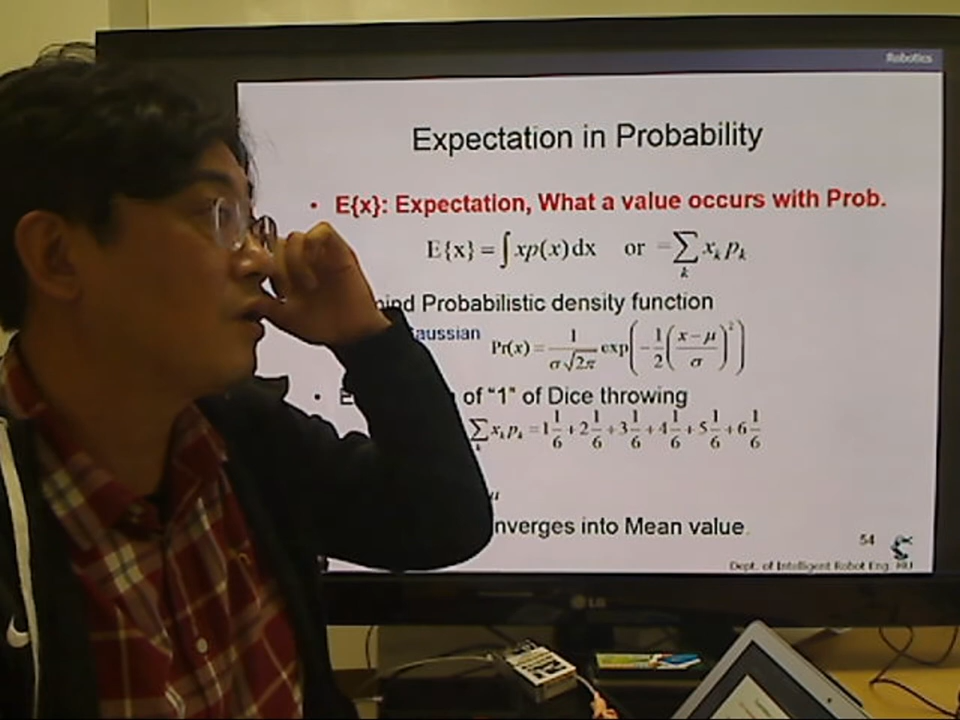 Robotics
Expectation in Probability
• E{x}: Expectation, What a value occurs with Prob.
E{x} = ∫ xp(x)dx or = ∑ₖ xₖ pₖ
Probabilistic density function
Pr(x) = 1/(σ√2π) exp(-1/2((x-μ)/σ)²)
• of "1" of Dice throwing
∑ₖ xₖ pₖ = 1 1/6 + 2 1/6 + 3 1/6 + 4 1/6 + 5 1/6 + 6 1/6
μ
into Mean value.
54
Dept. of Intelligent Robot Eng. HU
LG